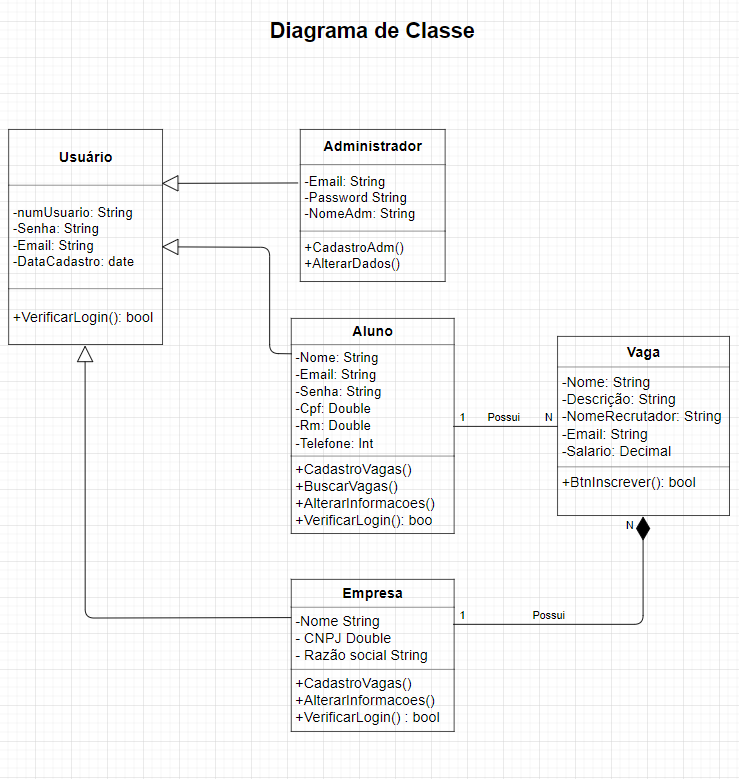 Diagrama de Classe
Usuário
-numUsuario: String
-Senha: String
-Email: String
-DataCadastro: date
+VerificarLogin(): bool
Administrador
-Email: String
-Password String
-NomeAdm: String
+CadastroAdm()
+AlterarDados()
Aluno
-Nome: String
-Email: String
-Senha: String
-Cpf: Double
-Rm: Double
-Telefone: Int
+CadastroVagas()
+BuscarVagas()
+AlterarInformacoes()
+VerificarLogin(): boo
1 Possui N
Vaga
-Nome: String
-Descrição: String
-NomeRecrutador: String
-Email: String
-Salario: Decimal
+BtnInscrever(): bool
N
Empresa
-Nome String
- CNPJ Double
- Razão social String
+CadastroVagas()
+AlterarInformacoes()
+VerificarLogin() : bool
1 Possui